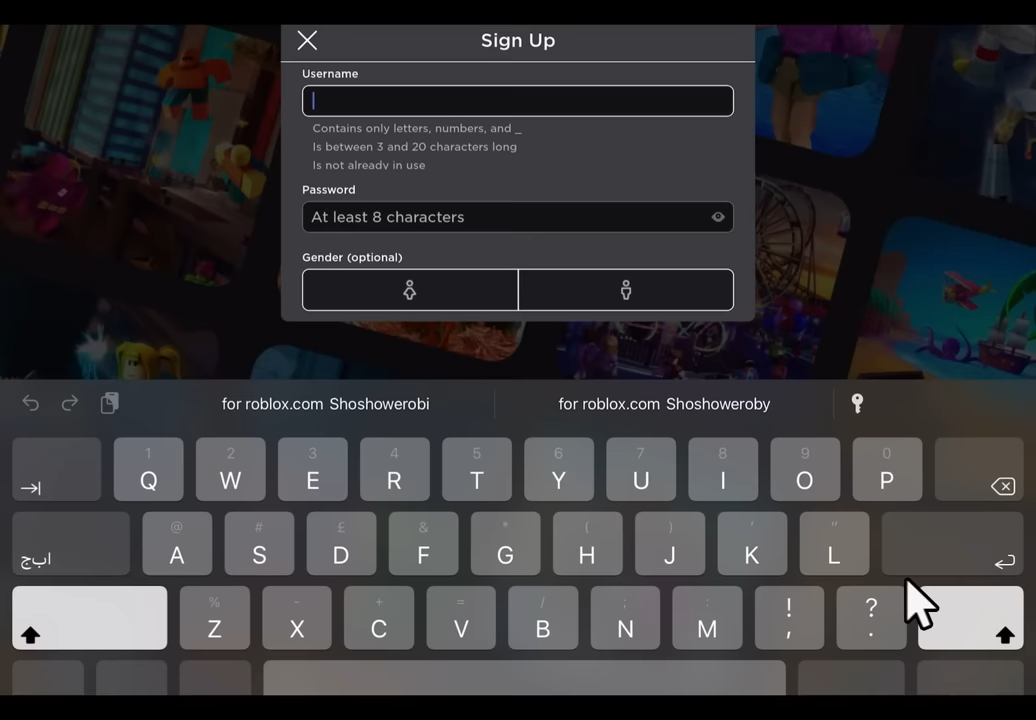 Sign Up
Username
Contains only letters, numbers, and _
Is between 3 and 20 characters long
Is not already in use
Password
At least 8 characters
Gender (optional)
for roblox.com Shoshowerobi for roblox.com Shoshoweroby
1 2 3 4 5 6 7 8 9 0
Q W E R T Y U I O P
@ # £ & * ( ) ' "
ابج A S D F G H J K L
% - + = / ; : ! ?
Z X C V B N M , .